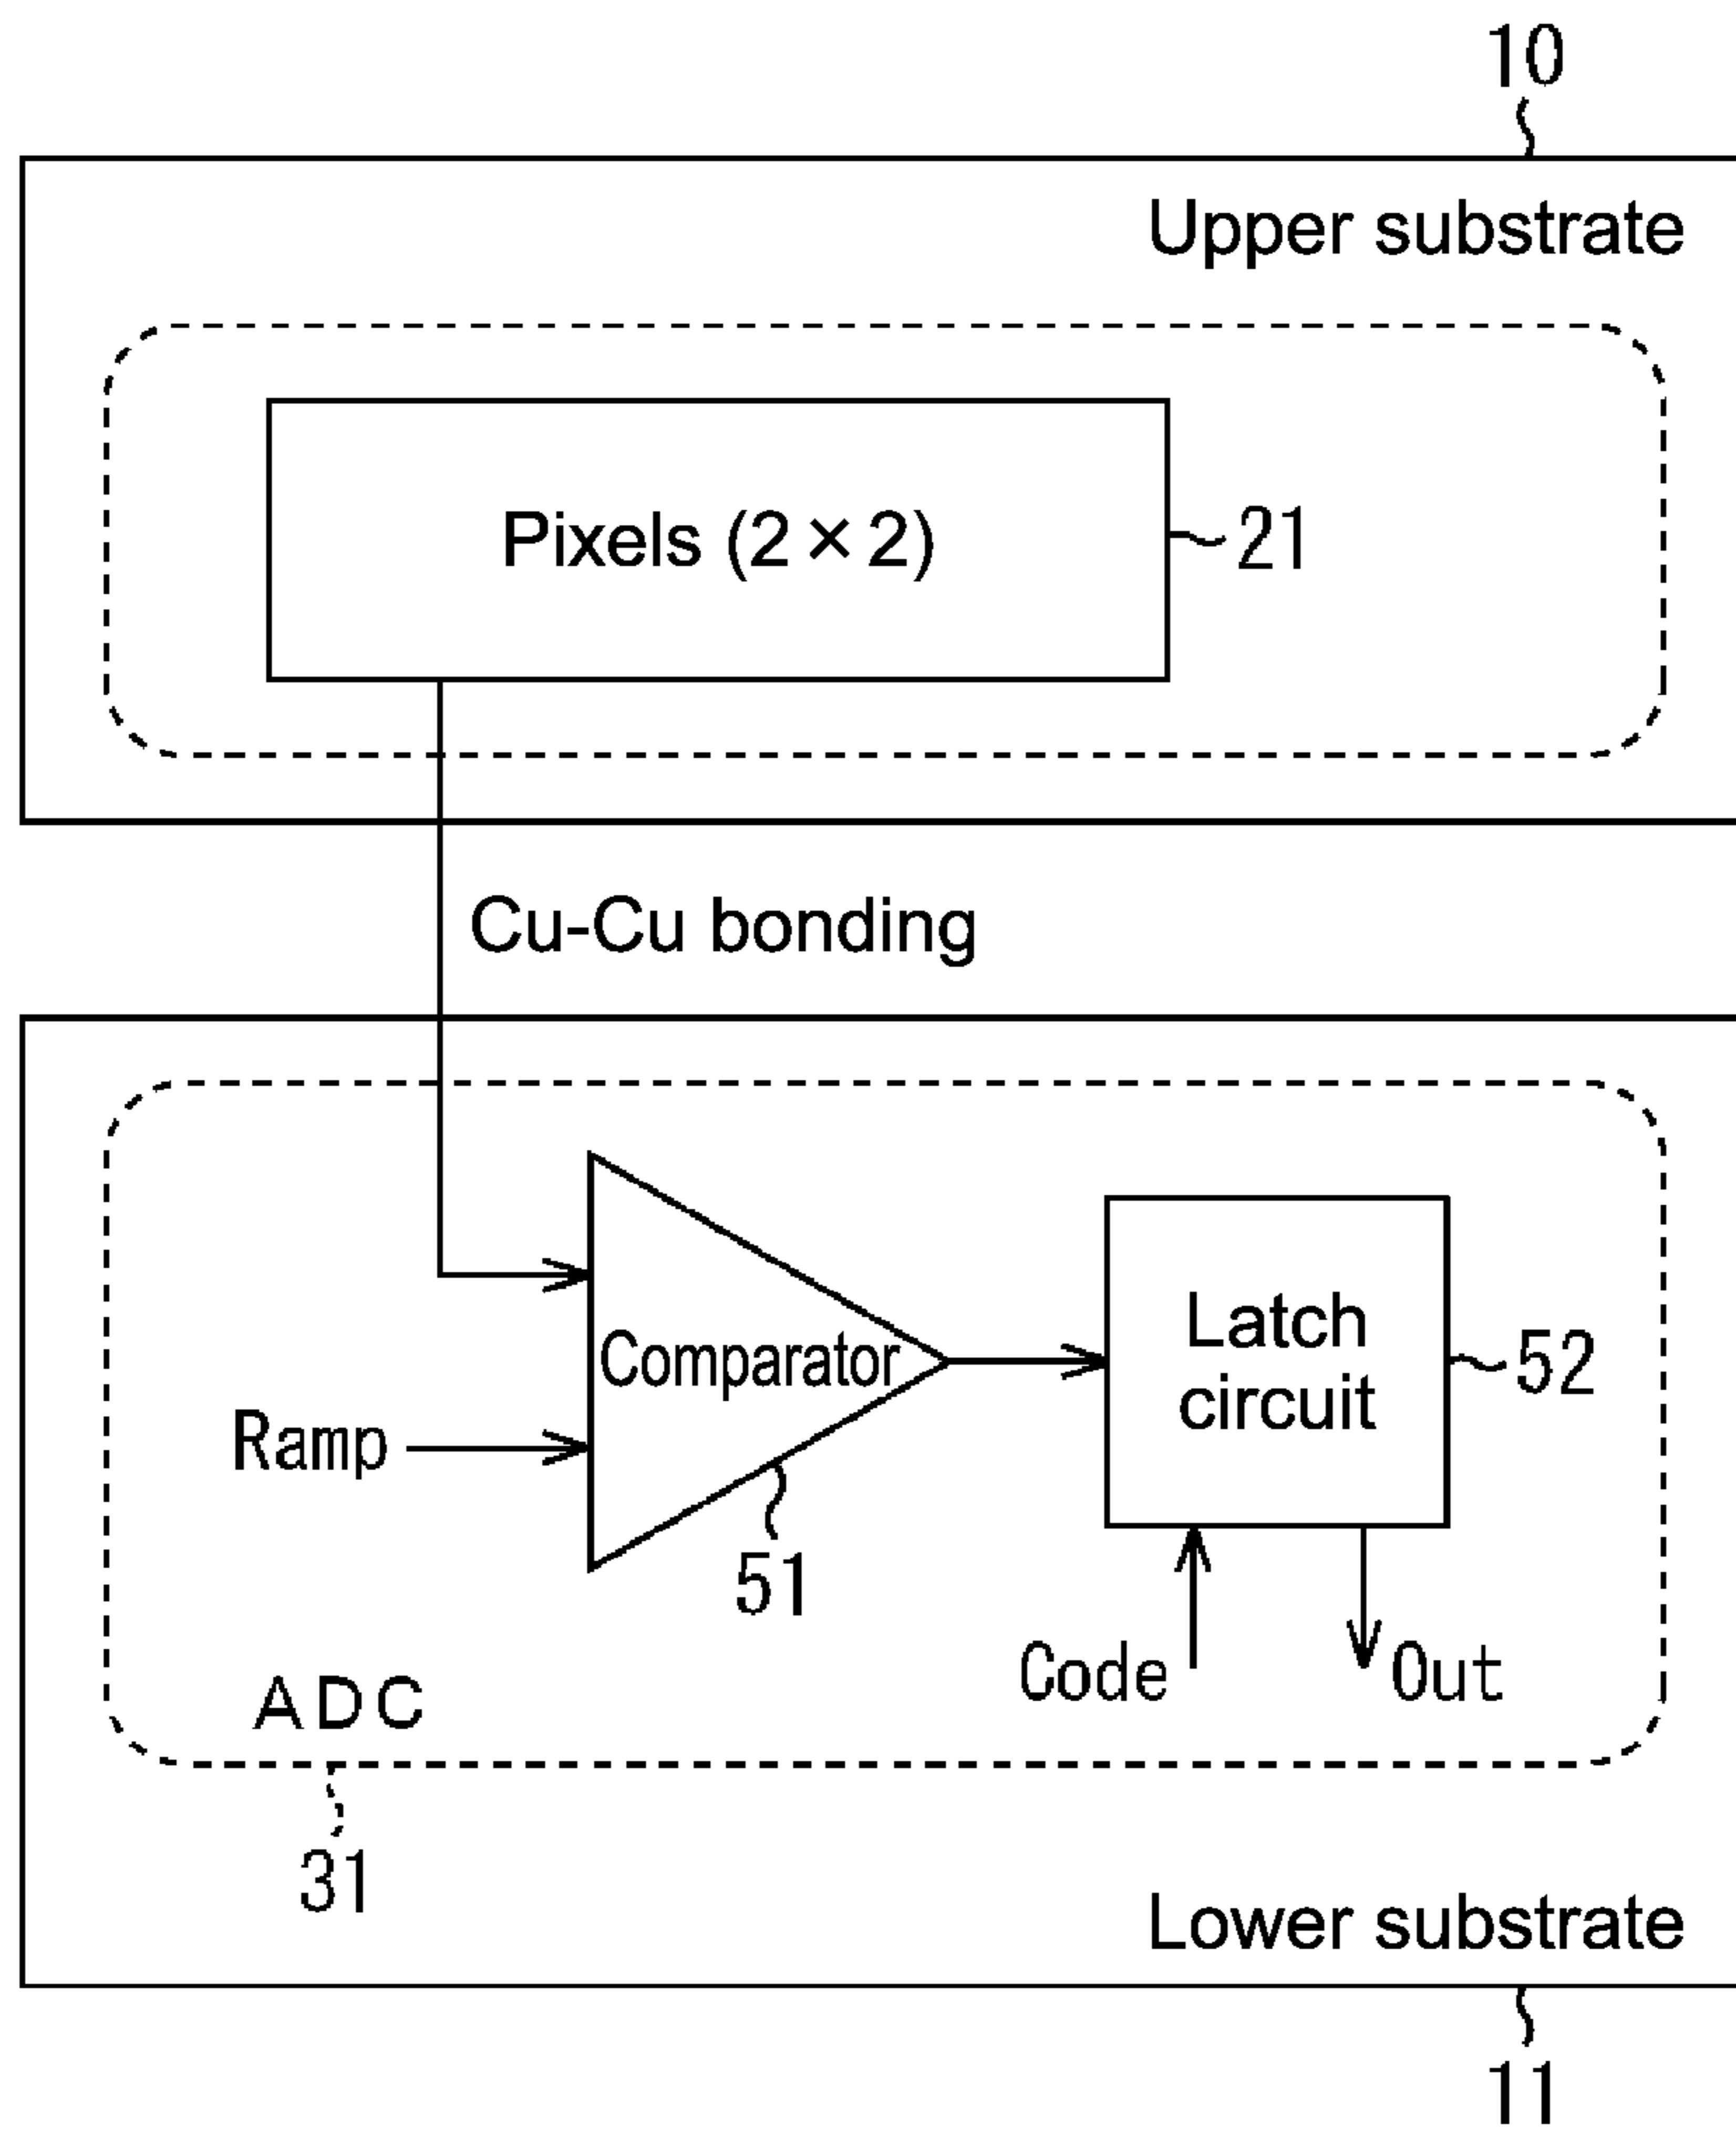 10
Upper substrate
Pixels (2×2)
21
Cu-Cu bonding
Comparator
Latch
circuit
52
Ramp
51
Code
Out
ADC
31
Lower substrate
11